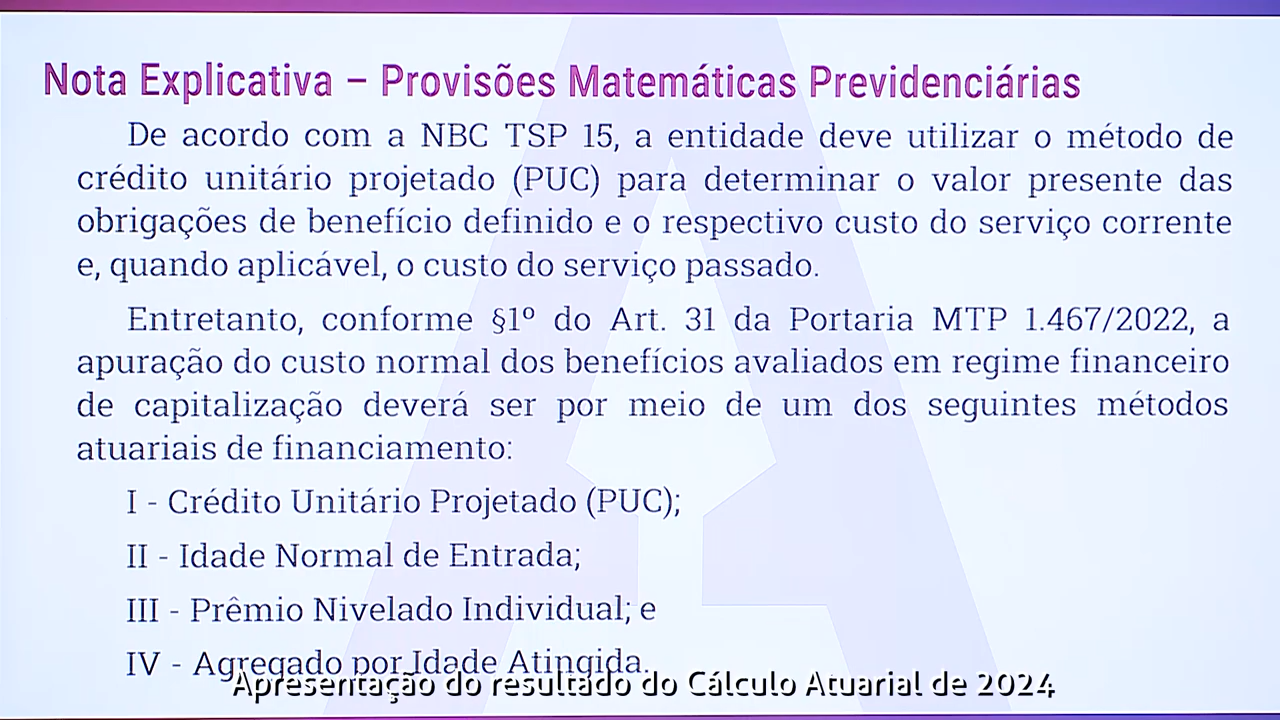 Nota Explicativa – Provisões Matemáticas Previdenciárias
De acordo com a NBC TSP 15, a entidade deve utilizar o método de
crédito unitário projetado (PUC) para determinar o valor presente das
obrigações de benefício definido e o respectivo custo do serviço corrente
e, quando aplicável, o custo do serviço passado.
Entretanto, conforme §1º do Art. 31 da Portaria MTP 1.467/2022, a
apuração do custo normal dos benefícios avaliados em regime financeiro
de capitalização deverá ser por meio de um dos seguintes métodos
atuariais de financiamento:
I - Crédito Unitário Projetado (PUC);
II - Idade Normal de Entrada;
III - Prêmio Nivelado Individual; e
IV - Agregado por Idade Atingida.
Apresentação do resultado do Cálculo Atuarial de 2024